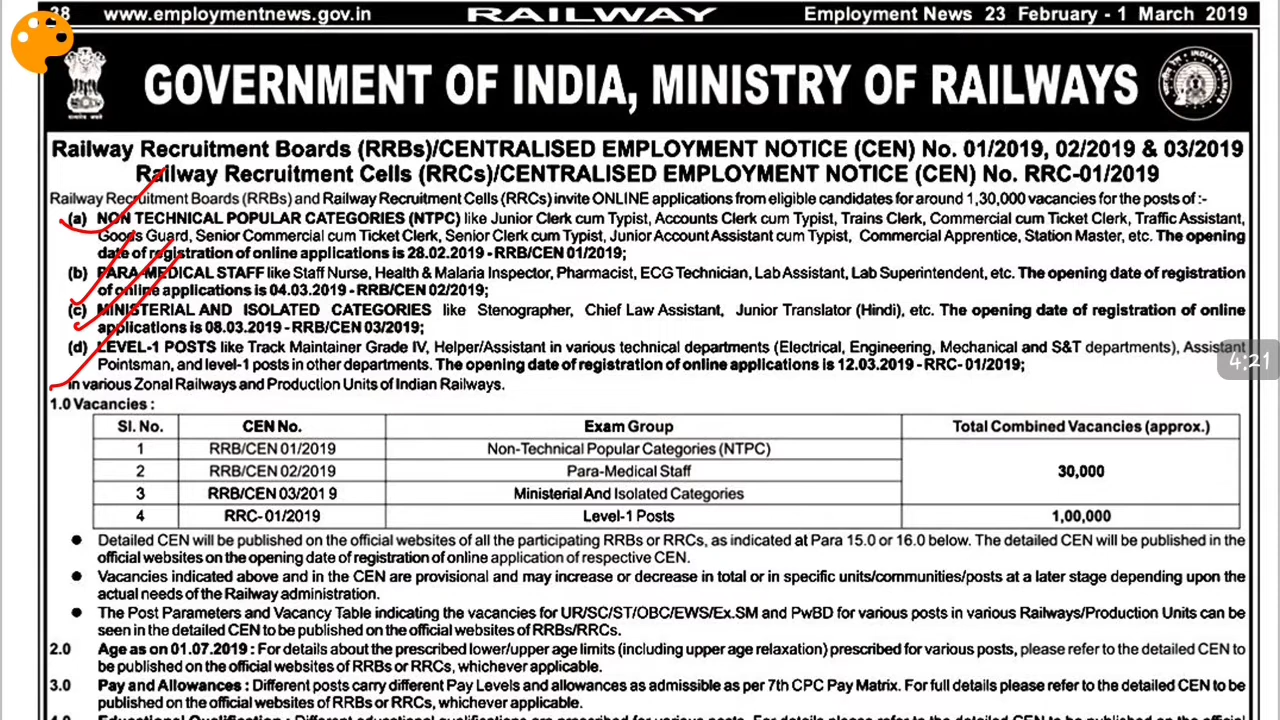 38 www.employmentnews.gov.in RAILWAY Employment News 23 February - 1 March 2019
GOVERNMENT OF INDIA, MINISTRY OF RAILWAYS
Railway Recruitment Boards (RRBs)/CENTRALISED EMPLOYMENT NOTICE (CEN) No. 01/2019, 02/2019 & 03/2019
Railway Recruitment Cells (RRCs)/CENTRALISED EMPLOYMENT NOTICE (CEN) No. RRC-01/2019
Railway Recruitment Boards (RRBs) and Railway Recruitment Cells (RRCs) invite ONLINE applications from eligible candidates for around 1,30,000 vacancies for the posts of :-
(a) NON TECHNICAL POPULAR CATEGORIES (NTPC) like Junior Clerk cum Typist, Accounts Clerk cum Typist, Trains Clerk, Commercial cum Ticket Clerk, Traffic Assistant,
Goods Guard, Senior Commercial cum Ticket Clerk, Senior Clerk cum Typist, Junior Account Assistant cum Typist, Commercial Apprentice, Station Master, etc. The opening
date of registration of online applications is 28.02.2019 - RRB/CEN 01/2019;
(b) PARA-MEDICAL STAFF like Staff Nurse, Health & Malaria Inspector, Pharmacist, ECG Technician, Lab Assistant, Lab Superintendent, etc. The opening date of registration
of online applications is 04.03.2019 - RRB/CEN 02/2019;
(c) MINISTERIAL AND ISOLATED CATEGORIES like Stenographer, Chief Law Assistant, Junior Translator (Hindi), etc. The opening date of registration of online
applications is 08.03.2019 - RRB/CEN 03/2019;
(d) LEVEL-1 POSTS like Track Maintainer Grade IV, Helper/Assistant in various technical departments (Electrical, Engineering, Mechanical and S&T departments), Assistant
Pointsman, and level-1 posts in other departments. The opening date of registration of online applications is 12.03.2019 - RRC- 01/2019;
4:21
in various Zonal Railways and Production Units of Indian Railways.
1.0 Vacancies :
Sl. No. CEN No. Exam Group Total Combined Vacancies (approx.)
1 RRB/CEN 01/2019 Non-Technical Popular Categories (NTPC)
2 RRB/CEN 02/2019 Para-Medical Staff 30,000
3 RRB/CEN 03/2019 Ministerial And Isolated Categories
4 RRC- 01/2019 Level-1 Posts 1,00,000
● Detailed CEN will be published on the official websites of all the participating RRBs or RRCs, as indicated at Para 15.0 or 16.0 below. The detailed CEN will be published in the
official websites on the opening date of registration of online application of respective CEN.
● Vacancies indicated above and in the CEN are provisional and may increase or decrease in total or in specific units/communities/posts at a later stage depending upon the
actual needs of the Railway administration.
● The Post Parameters and Vacancy Table indicating the vacancies for UR/SC/ST/OBC/EWS/Ex.SM and PwBD for various posts in various Railways/Production Units can be
seen in the detailed CEN to be published on the official websites of RRBs/RRCs.
2.0 Age as on 01.07.2019 : For details about the prescribed lower/upper age limits (including upper age relaxation) prescribed for various posts, please refer to the detailed CEN to
be published on the official websites of RRBs or RRCs, whichever applicable.
3.0 Pay and Allowances : Different posts carry different Pay Levels and allowances as admissible as per 7th CPC Pay Matrix. For full details please refer to the detailed CEN to be
published on the official websites of RRBs or RRCs, whichever applicable.